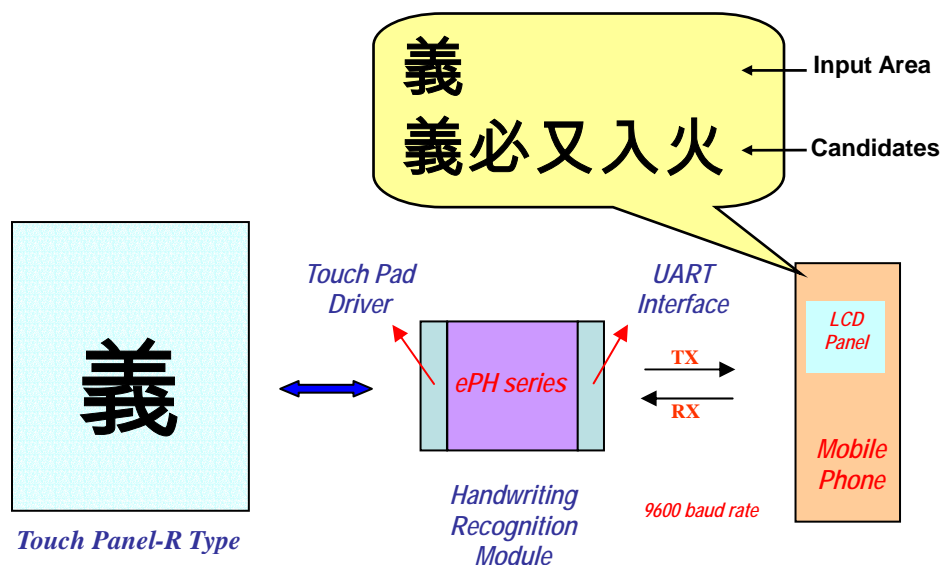 義
Input Area
義必又入火
Candidates
義
Touch Panel-R Type
Touch Pad
Driver
ePH series
Handwriting
Recognition
Module
UART
Interface
TX
RX
9600 baud rate
LCD
Panel
Mobile
Phone